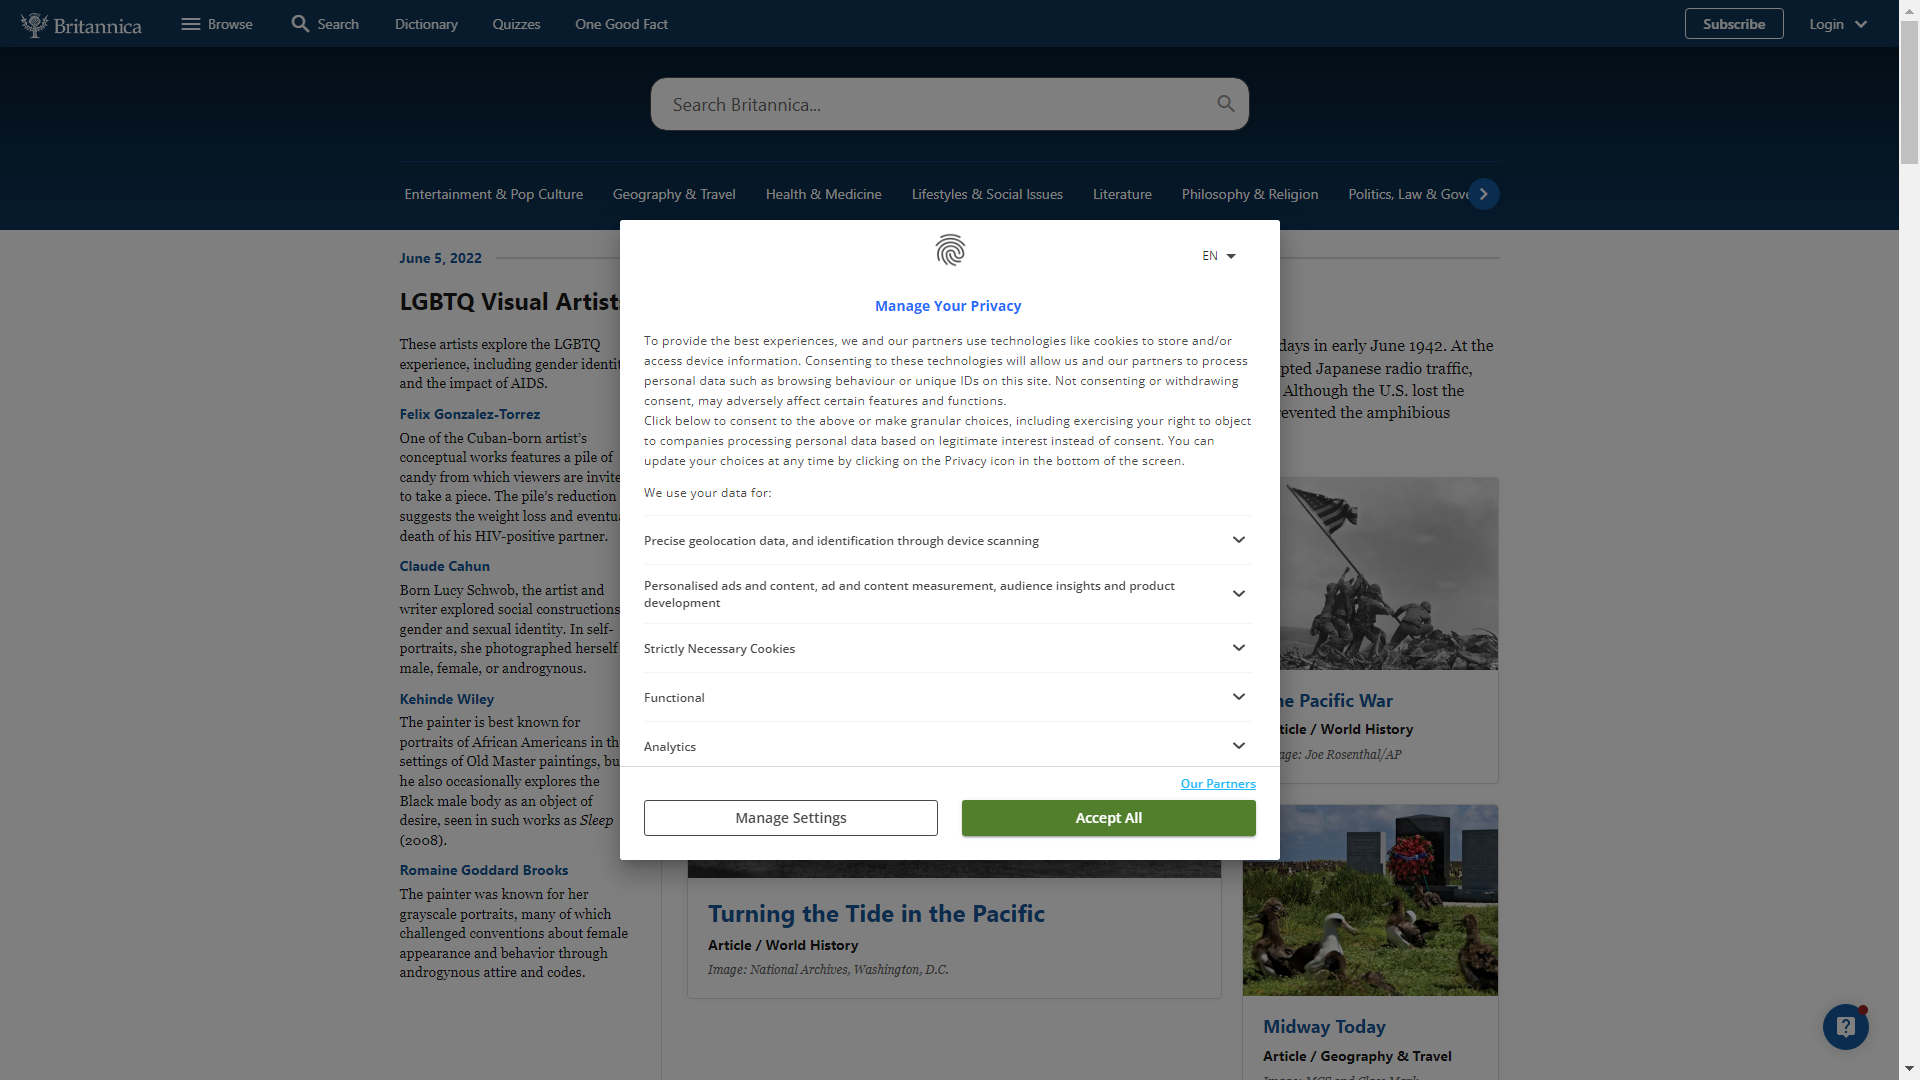 Britannica
Browse
Search
Dictionary
Quizzes
One Good Fact
Subscribe
Login
Search Britannica...
Entertainment & Pop Culture
Geography & Travel
Health & Medicine
Lifestyles & Social Issues
Literature
Philosophy & Religion
Politics, Law & Gove
June 5, 2022
LGBTQ Visual Artist
These artists explore the LGBTQ
experience, including gender identit
and the impact of AIDS.
Felix Gonzalez-Torrez
One of the Cuban-born artist's
conceptual works features a pile of
candy from which viewers are invite
to take a piece. The pile's reduction
suggests the weight loss and eventu
death of his HIV-positive partner.
Claude Cahun
Born Lucy Schwob, the artist and
writer explored social constructions
gender and sexual identity. In self-
portraits, she photographed herself
male, female, or androgynous.
Kehinde Wiley
The painter is best known for
portraits of African Americans in th
settings of Old Master paintings, bu
he also occasionally explores the
Black male body as an object of
desire, seen in such works as Sleep
(2008).
Romaine Goddard Brooks
The painter was known for her
grayscale portraits, many of which
challenged conventions about female
appearance and behavior through
androgynous attire and codes.
EN
Manage Your Privacy
To provide the best experiences, we and our partners use technologies like cookies to store and/or
access device information. Consenting to these technologies will allow us and our partners to process
personal data such as browsing behaviour or unique IDs on this site. Not consenting or withdrawing
consent, may adversely affect certain features and functions.
Click below to consent to the above or make granular choices, including exercising your right to object
to companies processing personal data based on legitimate interest instead of consent. You can
update your choices at any time by clicking on the Privacy icon in the bottom of the screen.
We use your data for:
Precise geolocation data, and identification through device scanning
Personalised ads and content, ad and content measurement, audience insights and product
development
Strictly Necessary Cookies
Functional
Analytics
Our Partners
Manage Settings
Accept All
days in early June 1942. At the
pted Japanese radio traffic,
Although the U.S. lost the
revented the amphibious
he Pacific War
ticle / World History
age: Joe Rosenthal/AP
Turning the Tide in the Pacific
Article / World History
Image: National Archives, Washington, D.C.
Midway Today
Article / Geography & Travel